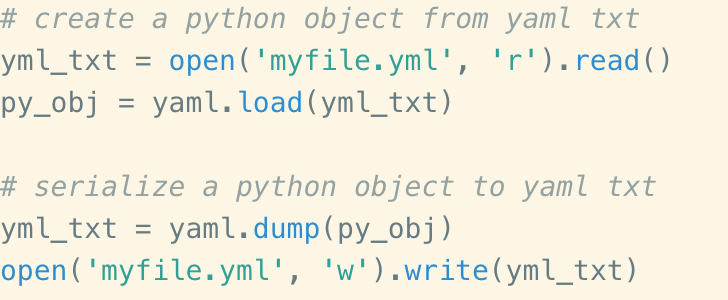 # create a python object from yaml txt
yml_txt = open('myfile.yml', 'r').read()
py_obj = yaml.load(yml_txt)
# serialize a python object to yaml txt
yml_txt = yaml.dump(py_obj)
open('myfile.yml', 'w').write(yml_txt)